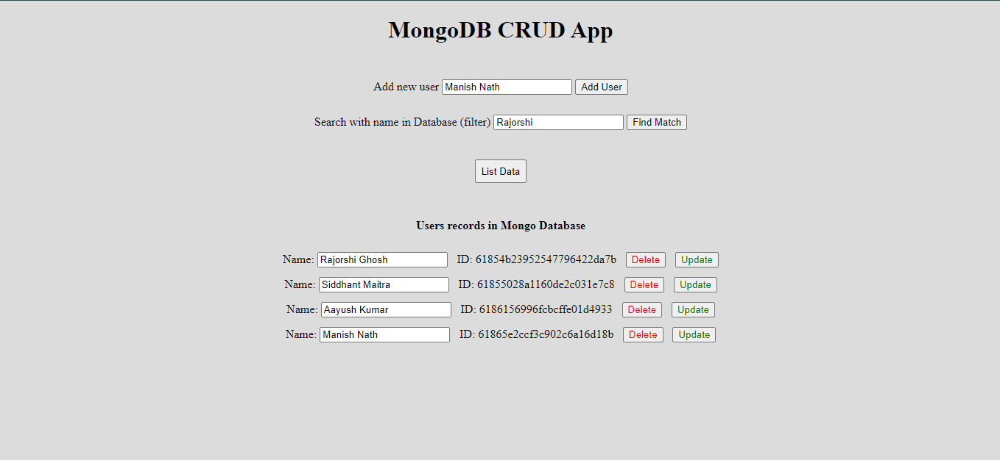 MongoDB CRUD App
Add new user Manish Nath Add User
Search with name in Database (filter) Rajorshi Find Match
List Data
Users records in Mongo Database
Name: Rajorshi Ghosh ID: 61854b23952547796422da7b Delete Update
Name: Siddhant Maitra ID: 61855028a1160de2c031e7c8 Delete Update
Name: Aayush Kumar ID: 6186156996fcbcffe01d4933 Delete Update
Name: Manish Nath ID: 61865e2ccf3c902c6a16d18b Delete Update